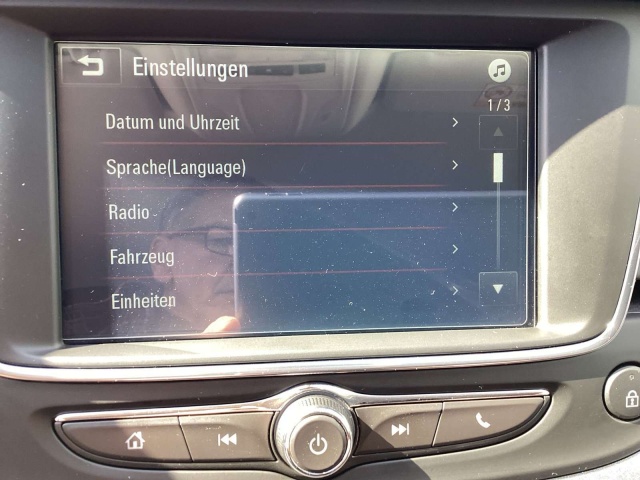 Einstellungen
1/3
Datum und Uhrzeit
Sprache(Language)
Radio
Fahrzeug
Einheiten